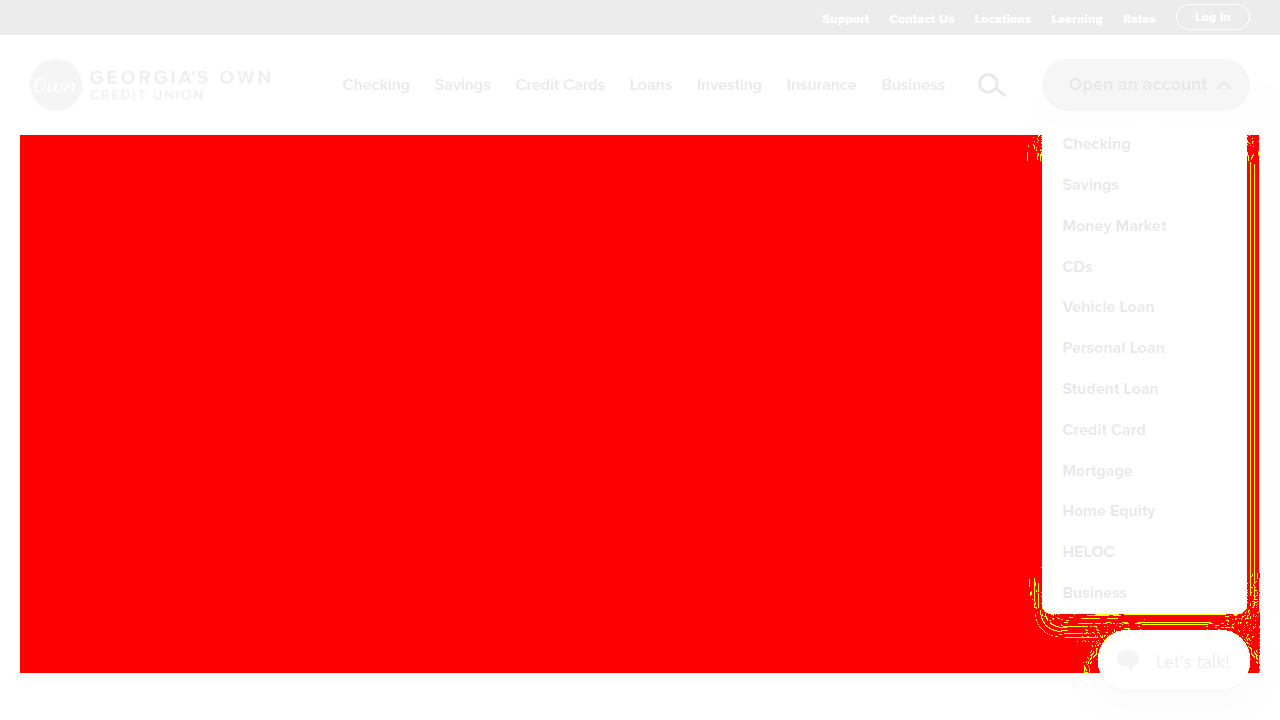 Support Contact Us Locations Learning Rates Log In
Own GEORGIA'S OWN
CREDIT UNION
Checking Savings Credit Cards Loans Investing Insurance Business Open an account
Checking
Savings
Money Market
CDs
Vehicle Loan
Personal Loan
Student Loan
Credit Card
Mortgage
Home Equity
HELOC
Business
Let's talk!